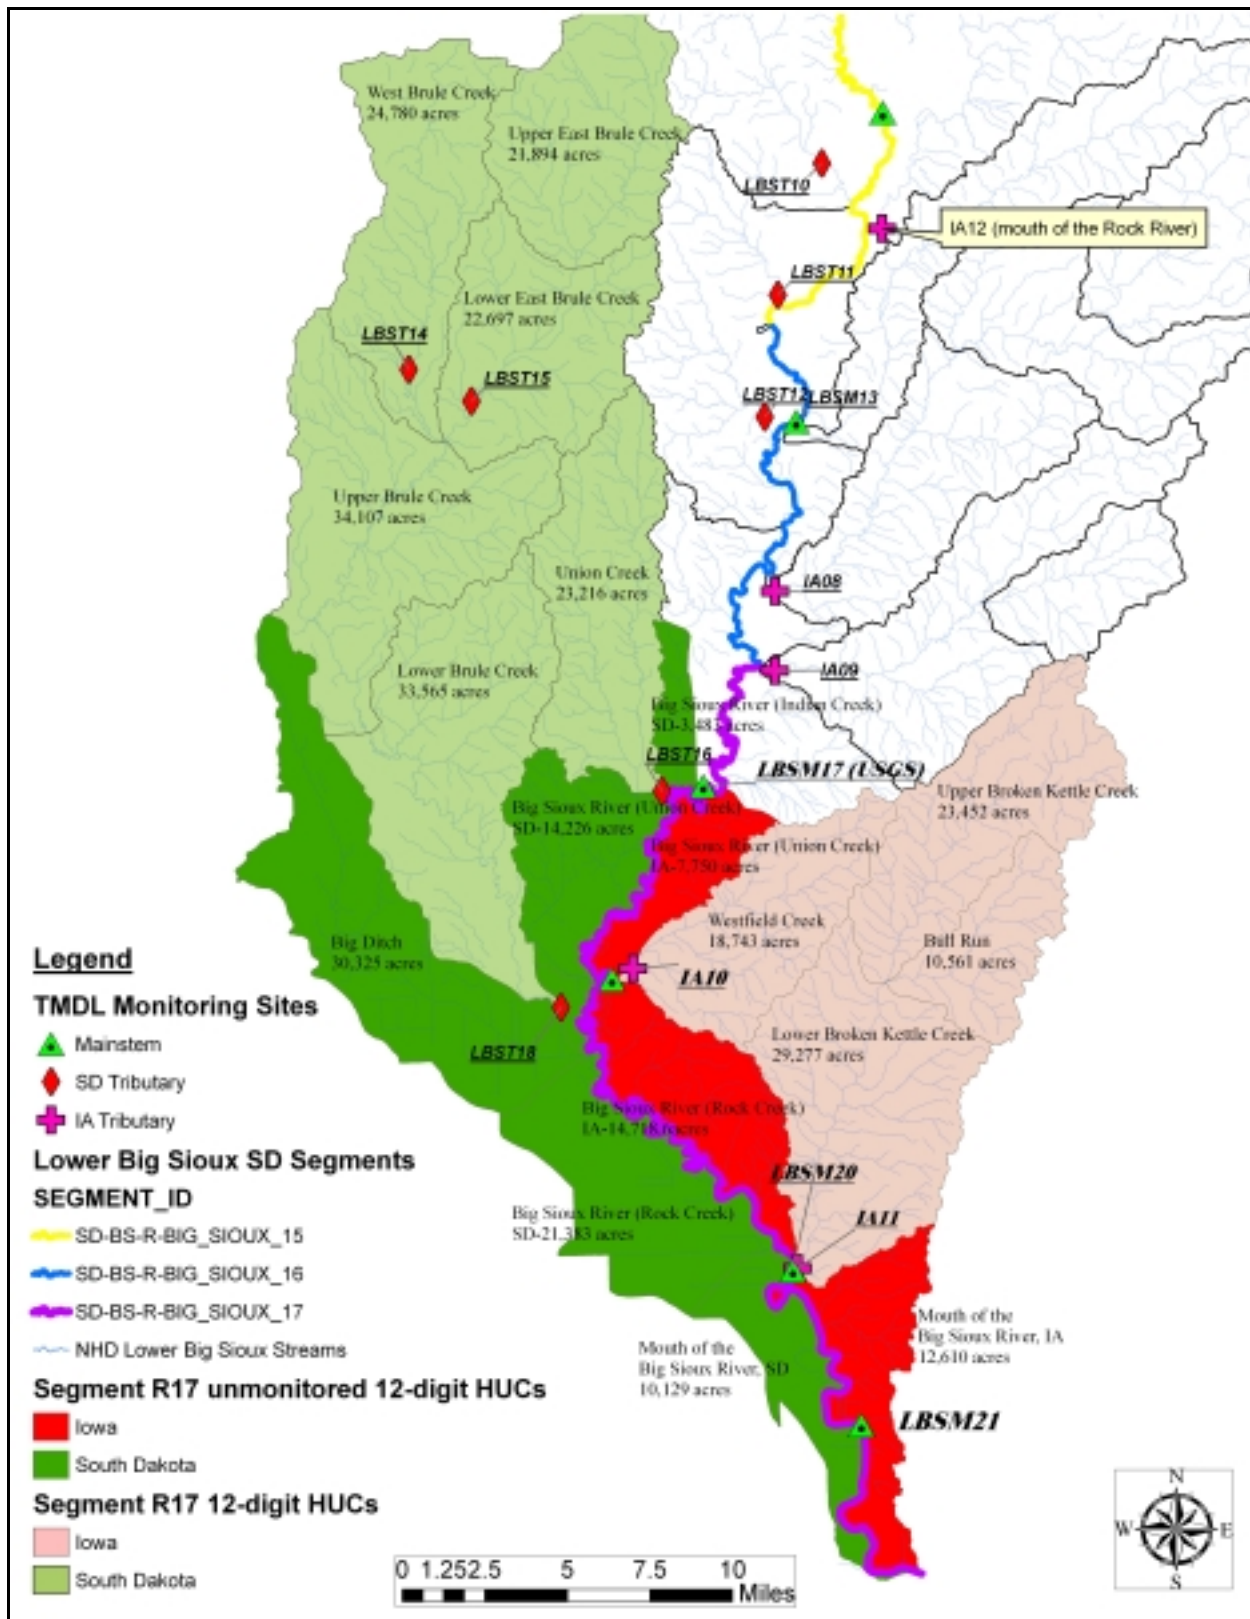 West Brule Creek
24,780 acres
Upper East Brule Creek
21,894 acres
LBST10
IA12 (mouth of the Rock River)
LBST11
Lower East Brule Creek
22,697 acres
LBST14
LBST15
LBST12
LBSM13
Upper Brule Creek
34,107 acres
Union Creek
23,216 acres
IA08
Lower Brule Creek
33,565 acres
IA09
Big Sioux River (Indian Creek)
SD-3,483 acres
LBST16
LBSM17 (USGS)
Upper Broken Kettle Creek
23,452 acres
Big Sioux River (Union Creek)
SD-14,226 acres
Big Sioux River (Union Creek)
IA-7,750 acres
Westfield Creek
18,743 acres
Bull Run
10,561 acres
Big Ditch
30,325 acres
IA10
Lower Broken Kettle Creek
29,277 acres
LBST18
Big Sioux River (Rock Creek)
IA-14,718 acres
LBSM20
IA11
Big Sioux River (Rock Creek)
SD-21,383 acres
Mouth of the
Big Sioux River, IA
12,610 acres
Mouth of the
Big Sioux River, SD
10,129 acres
LBSM21
Legend
TMDL Monitoring Sites
Mainstem
SD Tributary
IA Tributary
Lower Big Sioux SD Segments
SEGMENT_ID
SD-BS-R-BIG_SIOUX_15
SD-BS-R-BIG_SIOUX_16
SD-BS-R-BIG_SIOUX_17
NHD Lower Big Sioux Streams
Segment R17 unmonitored 12-digit HUCs
Iowa
South Dakota
Segment R17 12-digit HUCs
Iowa
South Dakota
0 1.25 2.5 5 7.5 10
Miles
N
W E
S